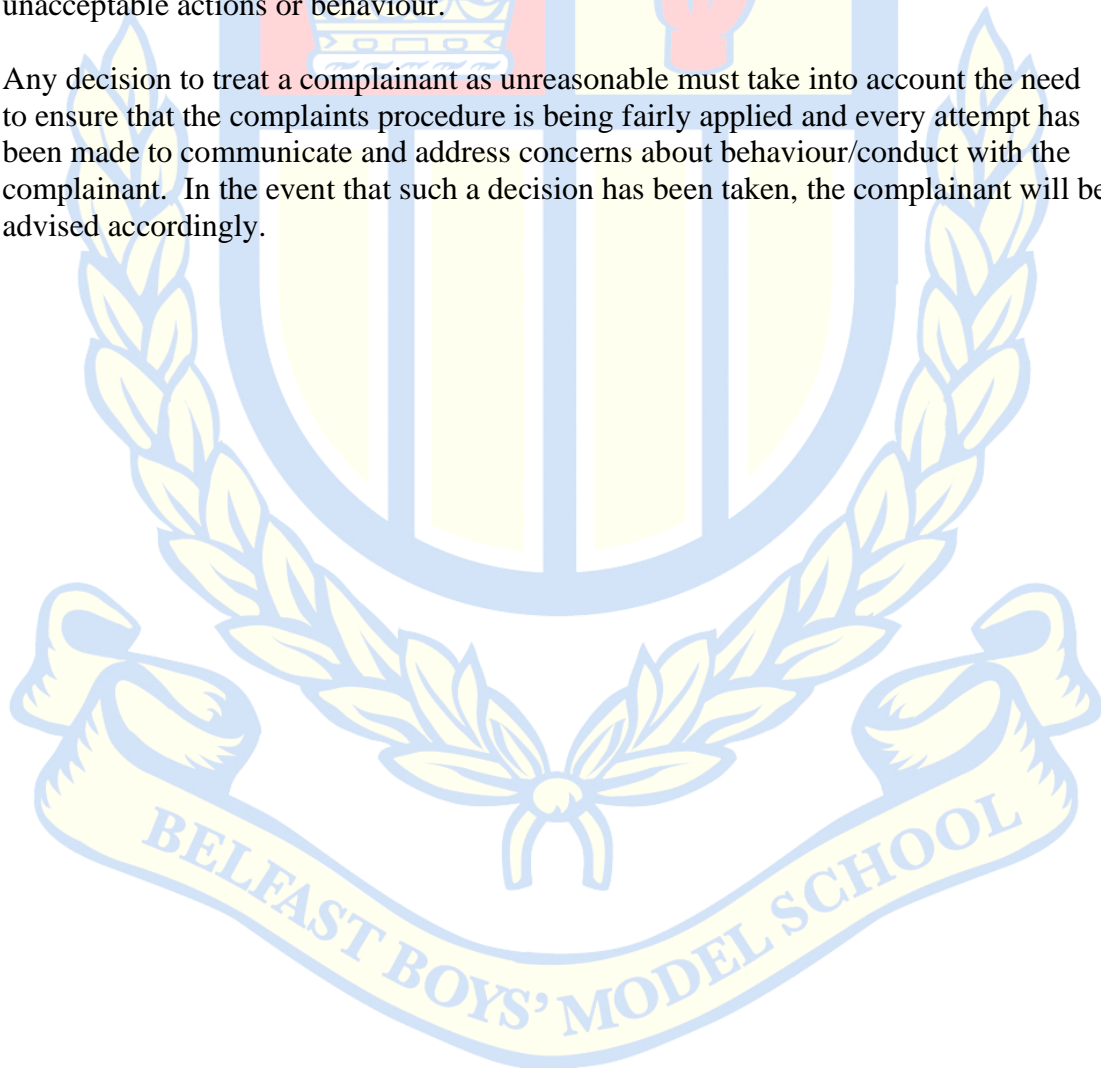 unacceptable actions or behaviour.
Any decision to treat a complainant as unreasonable must take into account the need
to ensure that the complaints procedure is being fairly applied and every attempt has
been made to communicate and address concerns about behaviour/conduct with the
complainant.  In the event that such a decision has been taken, the complainant will be
advised accordingly.
BELFAST BOYS’ MODEL SCHOOL